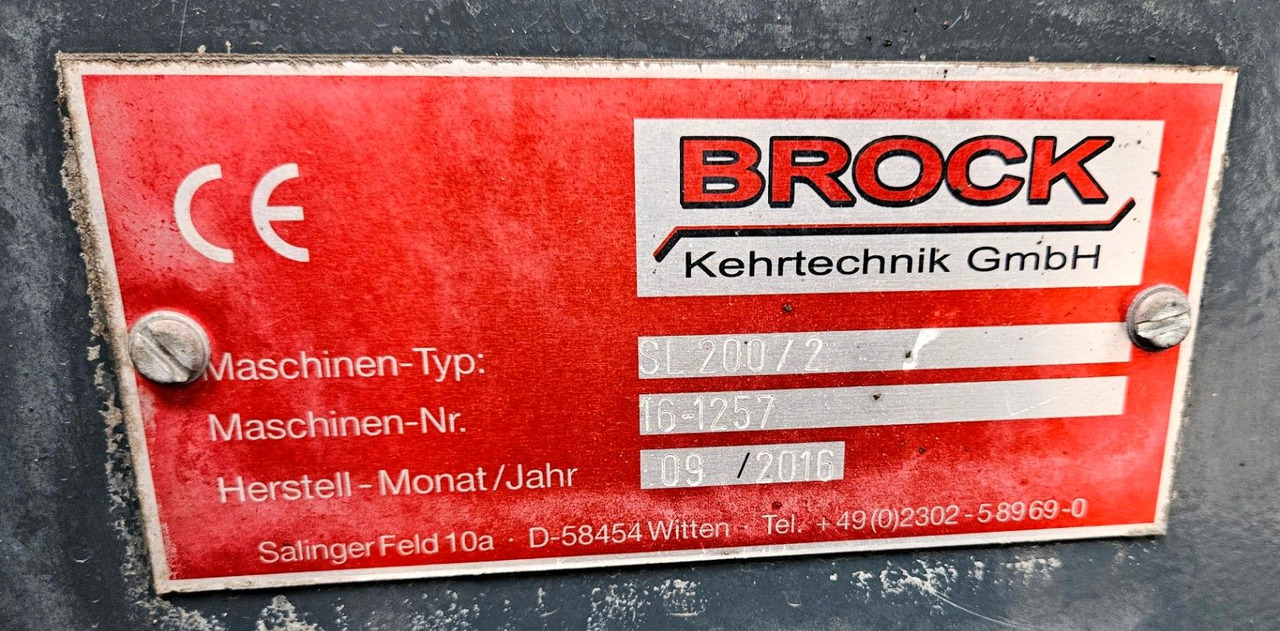 CE
BROCK
Kehrtechnik GmbH
Maschinen-Typ: SL 200/2
Maschinen-Nr. 16-1257
Herstell-Monat/Jahr 09 /2016
Salinger Feld 10a · D-58454 Witten · Tel. +49(0)2302-58969-0